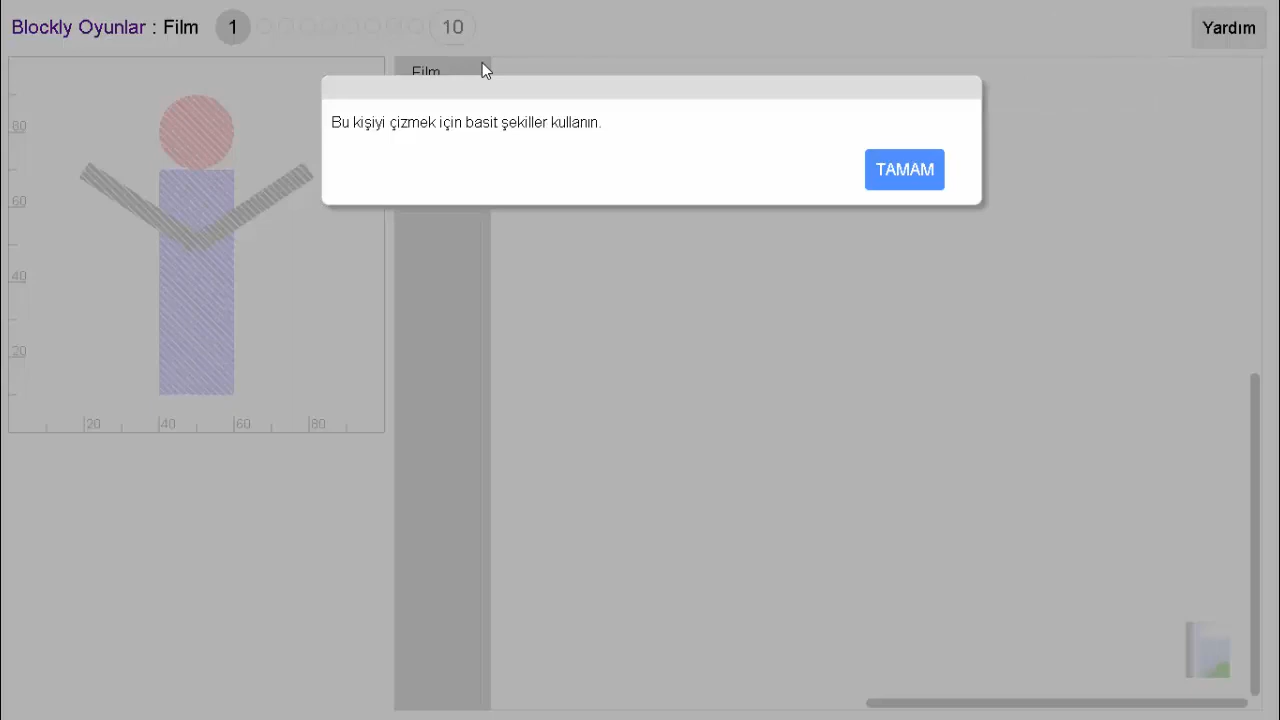 Blockly Oyunlar : Film 1 10
Yardım
Film
Bu kişiyi çizmek için basit şekiller kullanın.
TAMAM
80
60
40
20
20 40 60 80